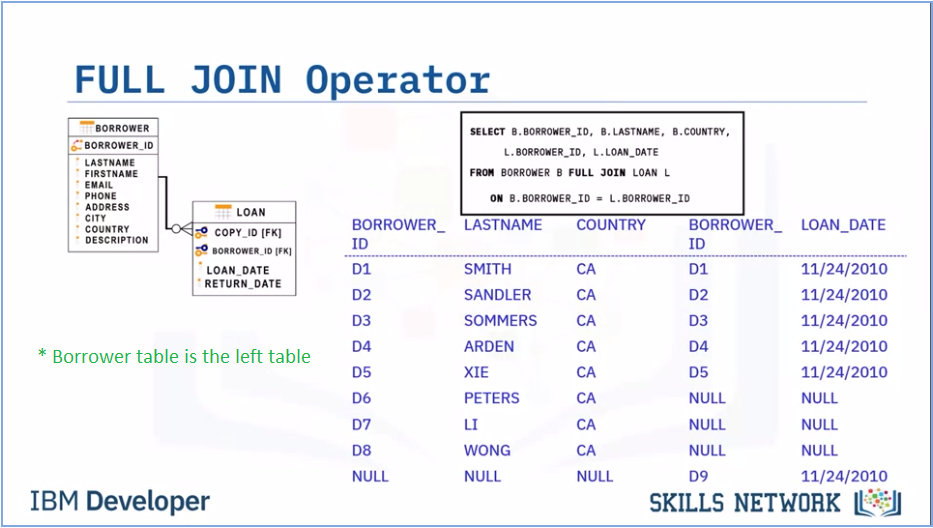 FULL JOIN Operator
BORROWER
BORROWER_ID
LASTNAME
FIRSTNAME
EMAIL
PHONE
ADDRESS
CITY
COUNTRY
DESCRIPTION
LOAN
COPY_ID [FK]
BORROWER_ID [FK]
LOAN_DATE
RETURN_DATE
* Borrower table is the left table
SELECT B.BORROWER_ID, B.LASTNAME, B.COUNTRY,
L.BORROWER_ID, L.LOAN_DATE
FROM BORROWER B FULL JOIN LOAN L
ON B.BORROWER_ID = L.BORROWER_ID
BORROWER_ LASTNAME COUNTRY BORROWER_ LOAN_DATE
ID ID
D1 SMITH CA D1 11/24/2010
D2 SANDLER CA D2 11/24/2010
D3 SOMMERS CA D3 11/24/2010
D4 ARDEN CA D4 11/24/2010
D5 XIE CA D5 11/24/2010
D6 PETERS CA NULL NULL
D7 LI CA NULL NULL
D8 WONG CA NULL NULL
NULL NULL NULL D9 11/24/2010
IBM Developer
SKILLS NETWORK